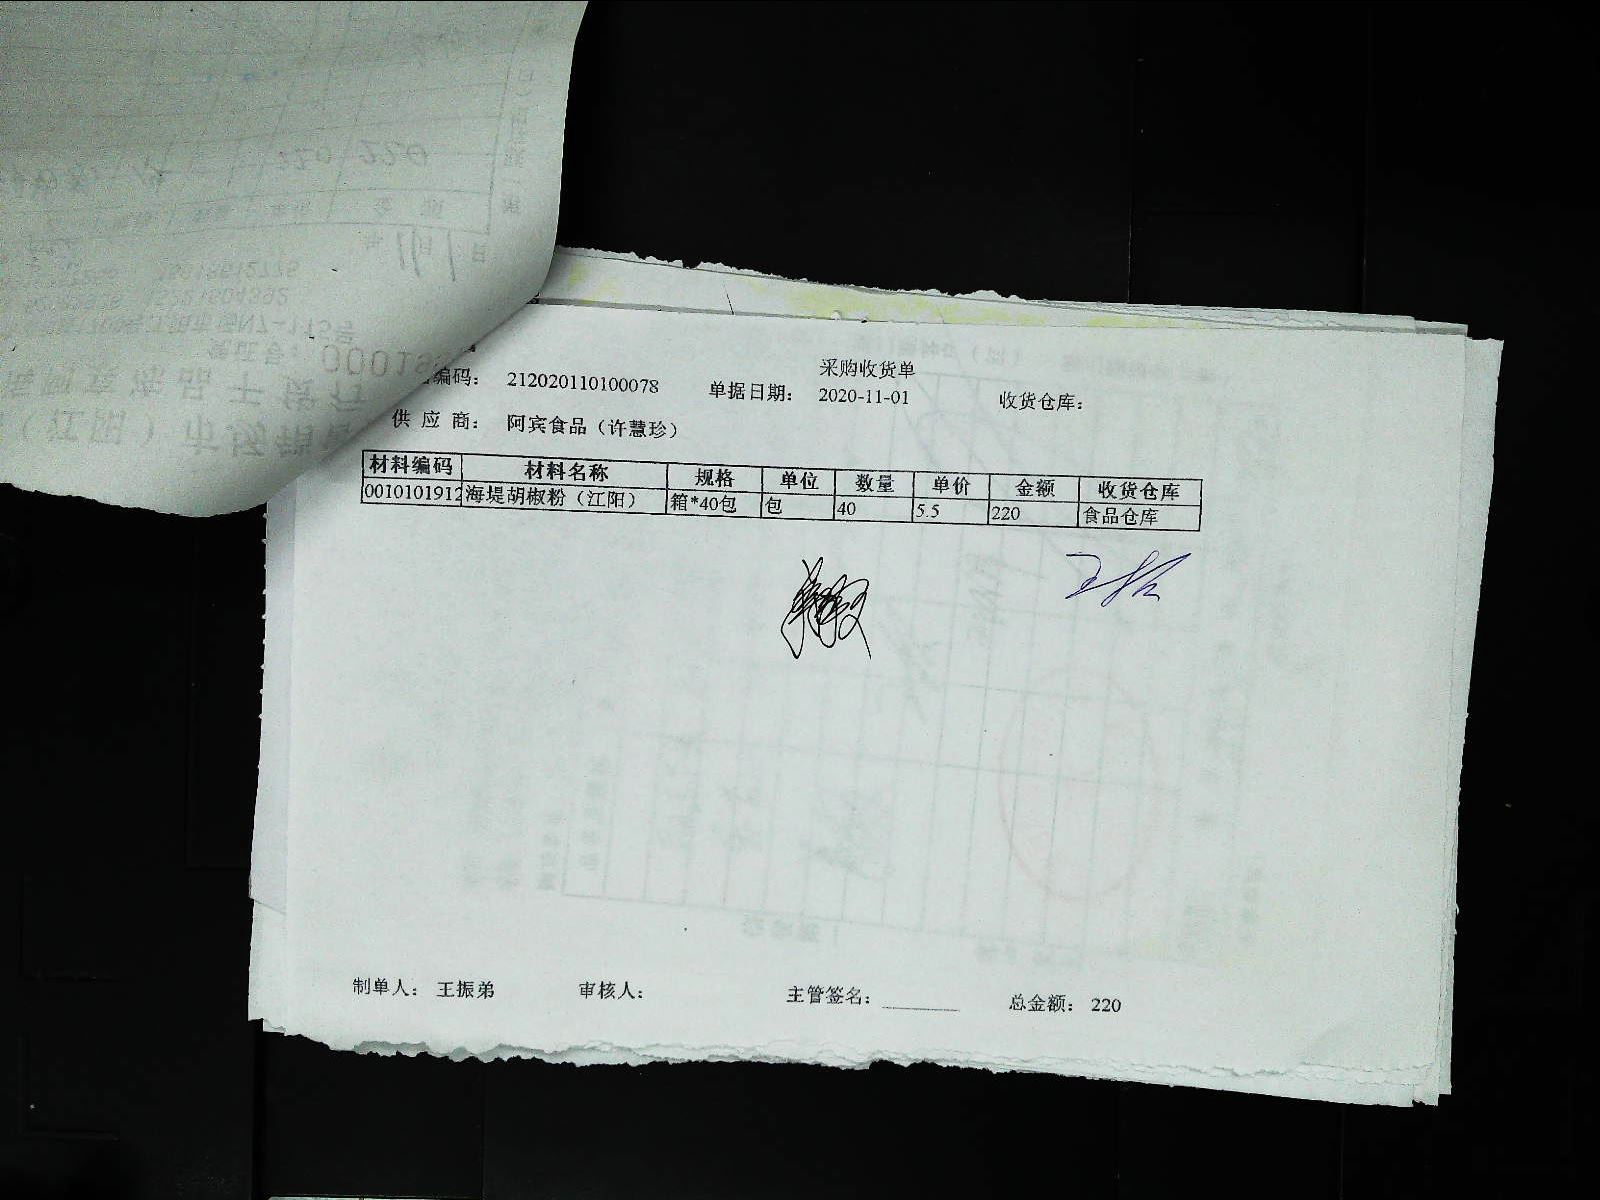 采购收货单
编码： 212020110100078 单据日期： 2020-11-01 收货仓库：
供 应 商： 阿宾食品（许慧珍）
材料编码 材料名称 规格 单位 数量 单价 金额 收货仓库
0010101912 海堤胡椒粉（江阳） 箱*40包 包 40 5.5 220 食品仓库
制单人： 王振弟 审核人： 主管签名： 总金额： 220